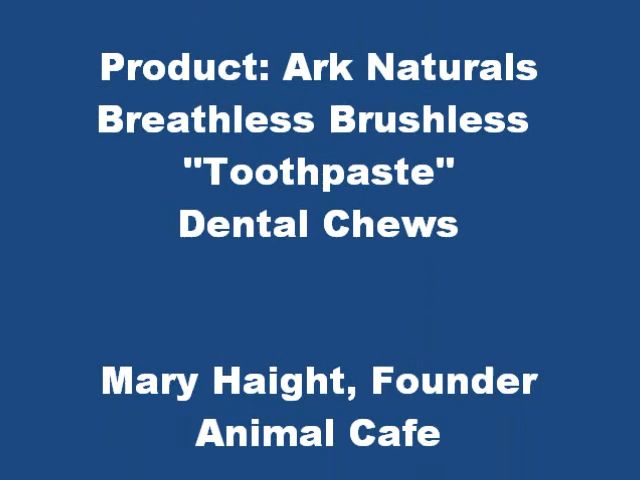 Product: Ark Naturals
Breathless Brushless
"Toothpaste"
Dental Chews
Mary Haight, Founder
Animal Cafe